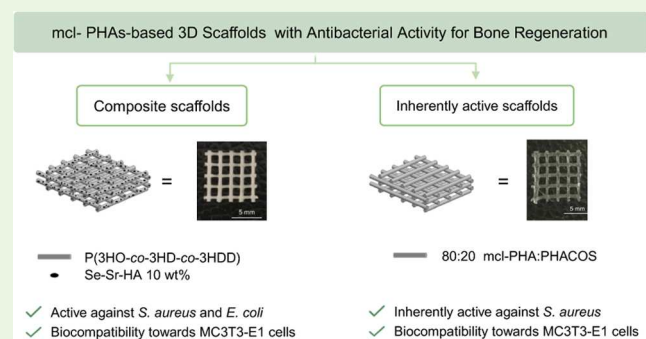 mcl- PHAs-based 3D Scaffolds with Antibacterial Activity for Bone Regeneration
Composite scaffolds
Inherently active scaffolds
=
5 mm
=
5 mm
P(3HO-co-3HD-co-3HDD)
Se-Sr-HA 10 wt%
80:20 mcl-PHA:PHACOS
Active against S. aureus and E. coli
Biocompatibility towards MC3T3-E1 cells
Inherently active against S. aureus
Biocompatibility towards MC3T3-E1 cells